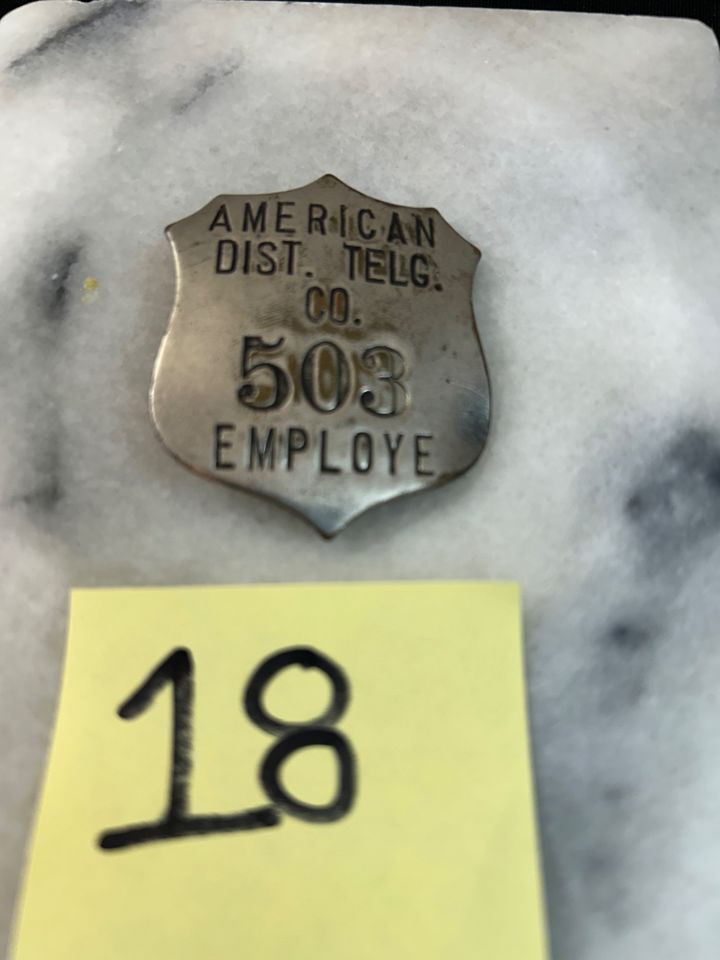 AMERICAN
DIST. TELG.
CO.
503
EMPLOYE
18